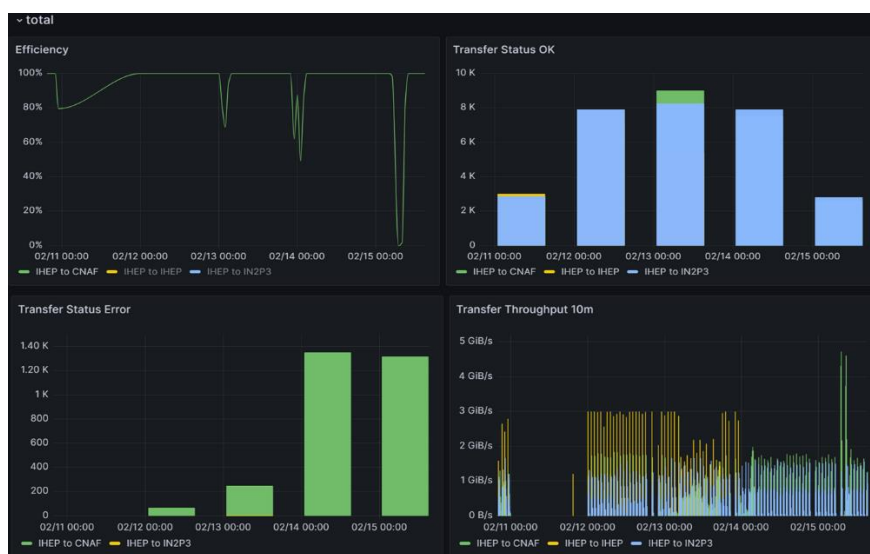 total
Efficiency
100%
80%
60%
40%
20%
0%
02/11 00:00 02/12 00:00 02/13 00:00 02/14 00:00 02/15 00:00
IHEP to CNAF IHEP to IHEP IHEP to IN2P3
Transfer Status OK
10 K
8 K
6 K
4 K
2 K
0
02/11 00:00 02/12 00:00 02/13 00:00 02/14 00:00 02/15 00:00
IHEP to CNAF IHEP to IHEP IHEP to IN2P3
Transfer Status Error
1.40 K
1.20 K
1 K
800
600
400
200
0
02/11 00:00 02/12 00:00 02/13 00:00 02/14 00:00 02/15 00:00
IHEP to CNAF IHEP to IN2P3
Transfer Throughput 10m
5 GiB/s
4 GiB/s
3 GiB/s
2 GiB/s
1 GiB/s
0 B/s
02/11 00:00 02/12 00:00 02/13 00:00 02/14 00:00 02/15 00:00
IHEP to CNAF IHEP to IHEP IHEP to IN2P3